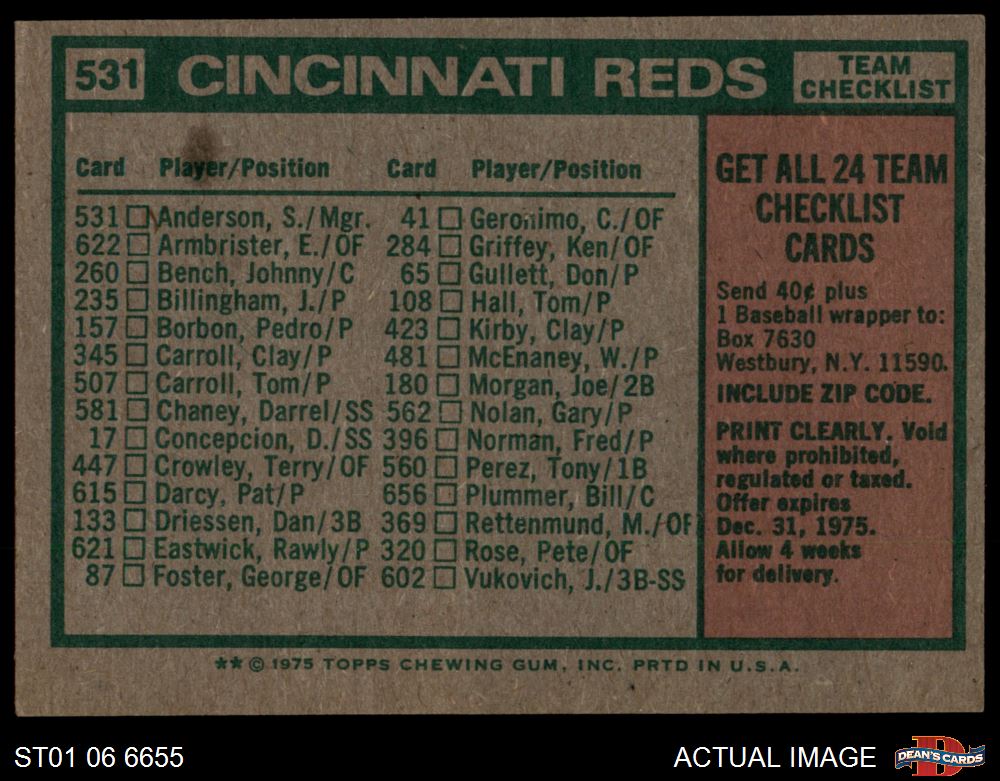 531 CINCINNATI REDS TEAM CHECKLIST
Card Player/Position Card Player/Position
531 Anderson, S./Mgr. 41 Geronimo, C./OF
622 Armbrister, E./OF 284 Griffey, Ken/OF
260 Bench, Johnny/C 65 Gullett, Don/P
235 Billingham, J./P 108 Hall, Tom/P
157 Borbon, Pedro/P 423 Kirby, Clay/P
345 Carroll, Clay/P 481 McEnaney, W./P
507 Carroll, Tom/P 180 Morgan, Joe/2B
581 Chaney, Darrel/SS 562 Nolan, Gary/P
17 Concepcion, D./SS 396 Norman, Fred/P
447 Crowley, Terry/OF 560 Perez, Tony/1B
615 Darcy, Pat/P 656 Plummer, Bill/C
133 Driessen, Dan/3B 369 Rettenmund, M./OF
621 Eastwick, Rawly/P 320 Rose, Pete/OF
87 Foster, George/OF 602 Vukovich, J./3B-SS
GET ALL 24 TEAM
CHECKLIST
CARDS
Send 40¢ plus
1 Baseball wrapper to:
Box 7630
Westbury, N.Y. 11590.
INCLUDE ZIP CODE.
PRINT CLEARLY. Void
where prohibited,
regulated or taxed.
Offer expires
Dec. 31, 1975.
Allow 4 weeks
for delivery.
** © 1975 TOPPS CHEWING GUM, INC. PRTD IN U.S.A.
ST01 06 6655 ACTUAL IMAGE
D
DEAN'S CARDS